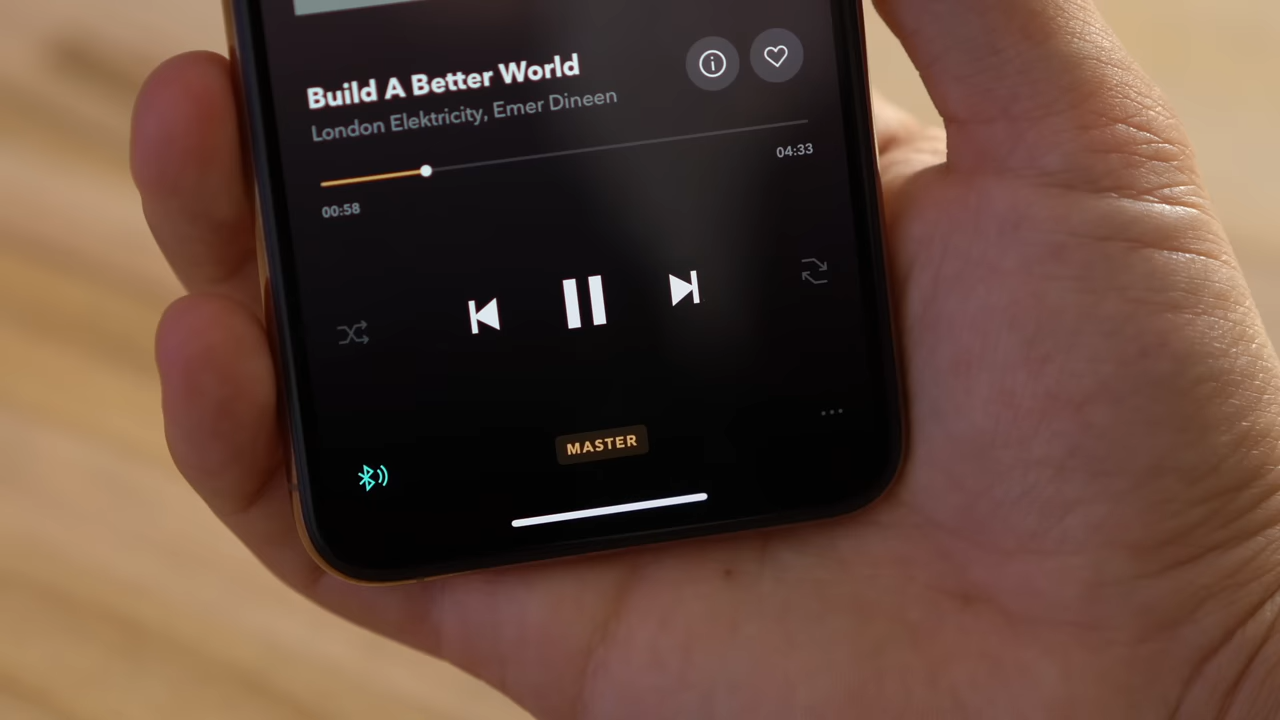 Build A Better World
London Elektricity, Emer Dineen
04:33
00:58
MASTER